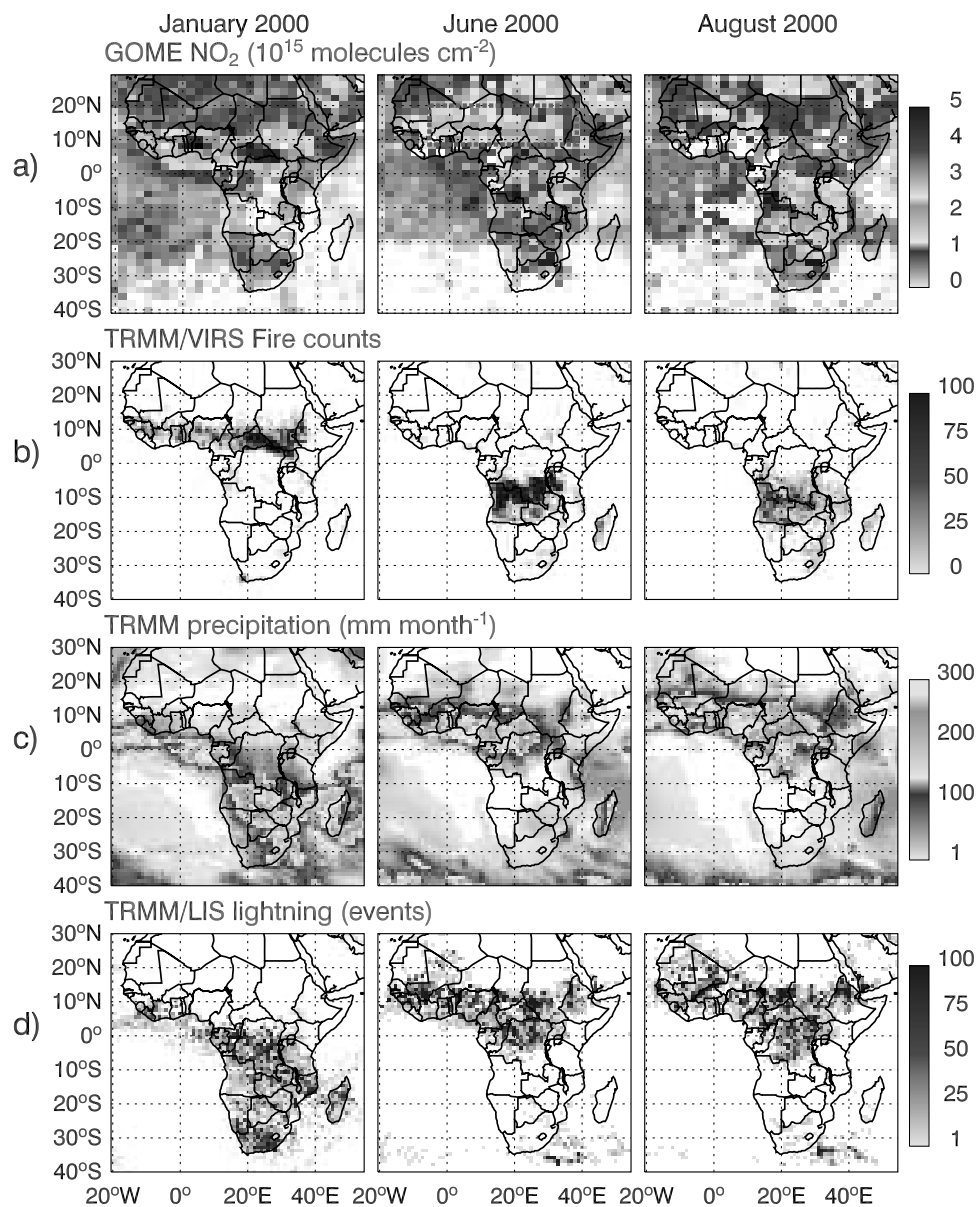 January 2000 June 2000 August 2000
GOME NO2 (10^15 molecules cm^-2)
a)
20°N
10°N
0°
10°S
20°S
30°S
40°S
5
4
3
2
1
0
TRMM/VIRS Fire counts
b)
30°N
20°N
10°N
0°
10°S
20°S
30°S
40°S
100
75
50
25
0
TRMM precipitation (mm month^-1)
c)
30°N
20°N
10°N
0°
10°S
20°S
30°S
40°S
300
200
100
1
TRMM/LIS lightning (events)
d)
30°N
20°N
10°N
0°
10°S
20°S
30°S
40°S
100
75
50
25
1
20°W 0° 20°E 40°E 20°W 0° 20°E 40°E 20°W 0° 20°E 40°E